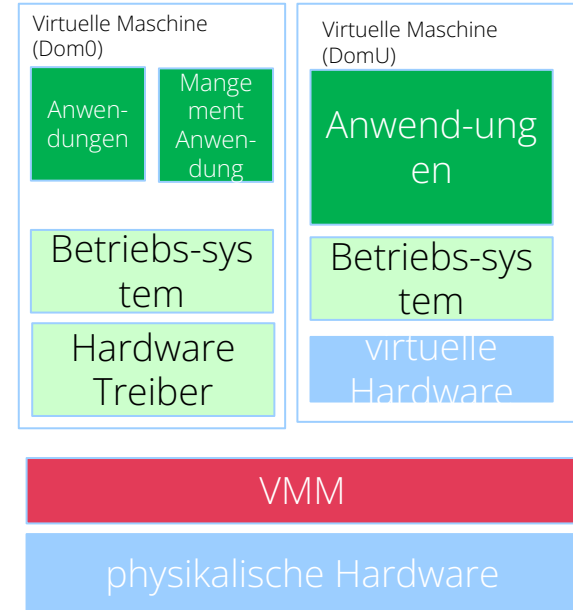 Virtuelle Maschine
(Dom0)
Anwen-
dungen
Mange
ment
Anwen-
dung
Betriebs-sys
tem
Hardware
Treiber
Virtuelle Maschine
(DomU)
Anwend-ung
en
Betriebs-sys
tem
virtuelle
Hardware
VMM
physikalische Hardware